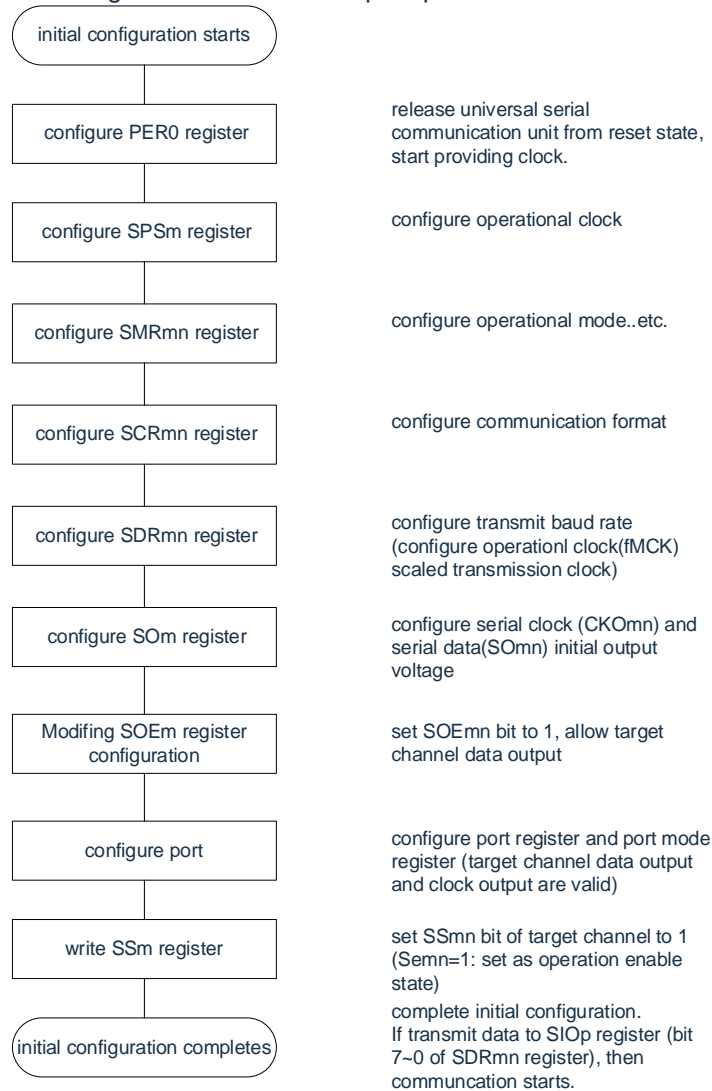 initial configuration starts
configure PER0 register
release universal serial
communication unit from reset state,
start providing clock.
configure SPSm register
configure operational clock
configure SMRmn register
configure operational mode..etc.
configure SCRmn register
configure communication format
configure SDRmn register
configure transmit baud rate
(configure operationl clock(fMCK)
scaled transmission clock)
configure SOm register
configure serial clock (CKOmn) and
serial data(SOmn) initial output
voltage
Modifing SOEm register
configuration
set SOEmn bit to 1, allow target
channel data output
configure port
configure port register and port mode
register (target channel data output
and clock output are valid)
write SSm register
set SSmn bit of target channel to 1
(Semn=1: set as operation enable
state)
initial configuration completes
complete initial configuration.
If transmit data to SIOp register (bit
7~0 of SDRmn register), then
communcation starts.